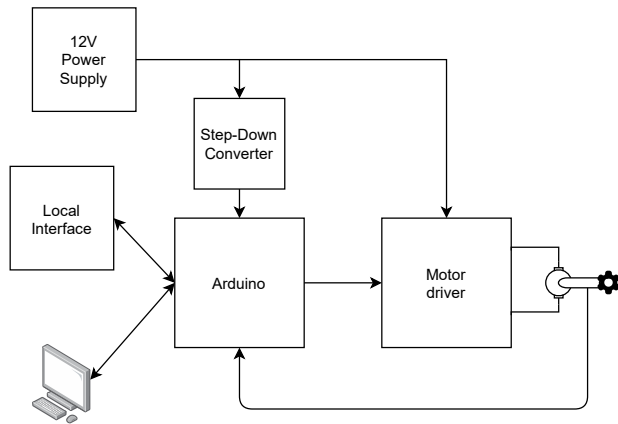 12V
Power
Supply
Step-Down
Converter
Local
Interface
Arduino
Motor
driver